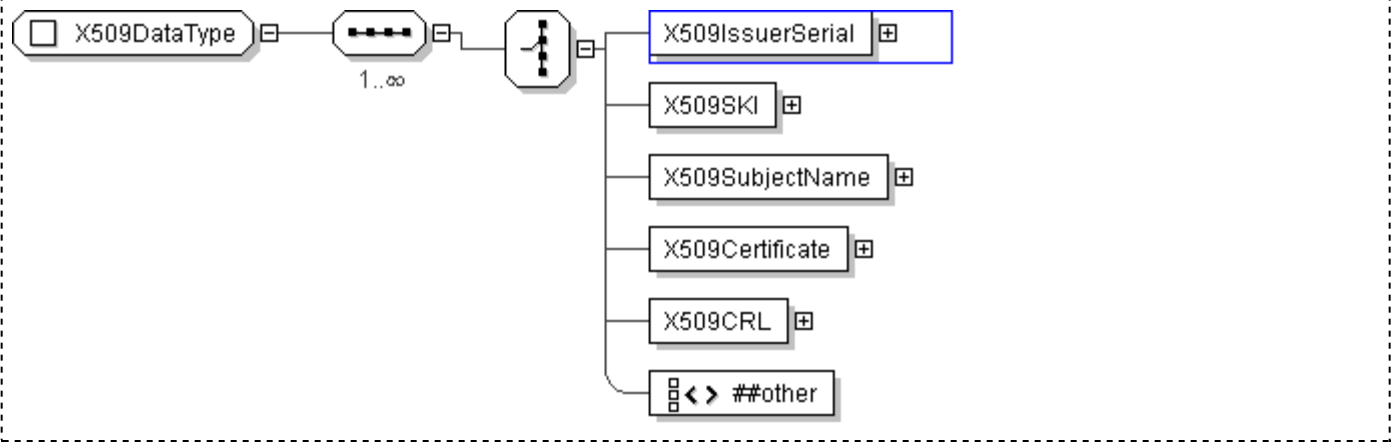 X509DataType
1..∞
X509IssuerSerial
X509SKI
X509SubjectName
X509Certificate
X509CRL
##other